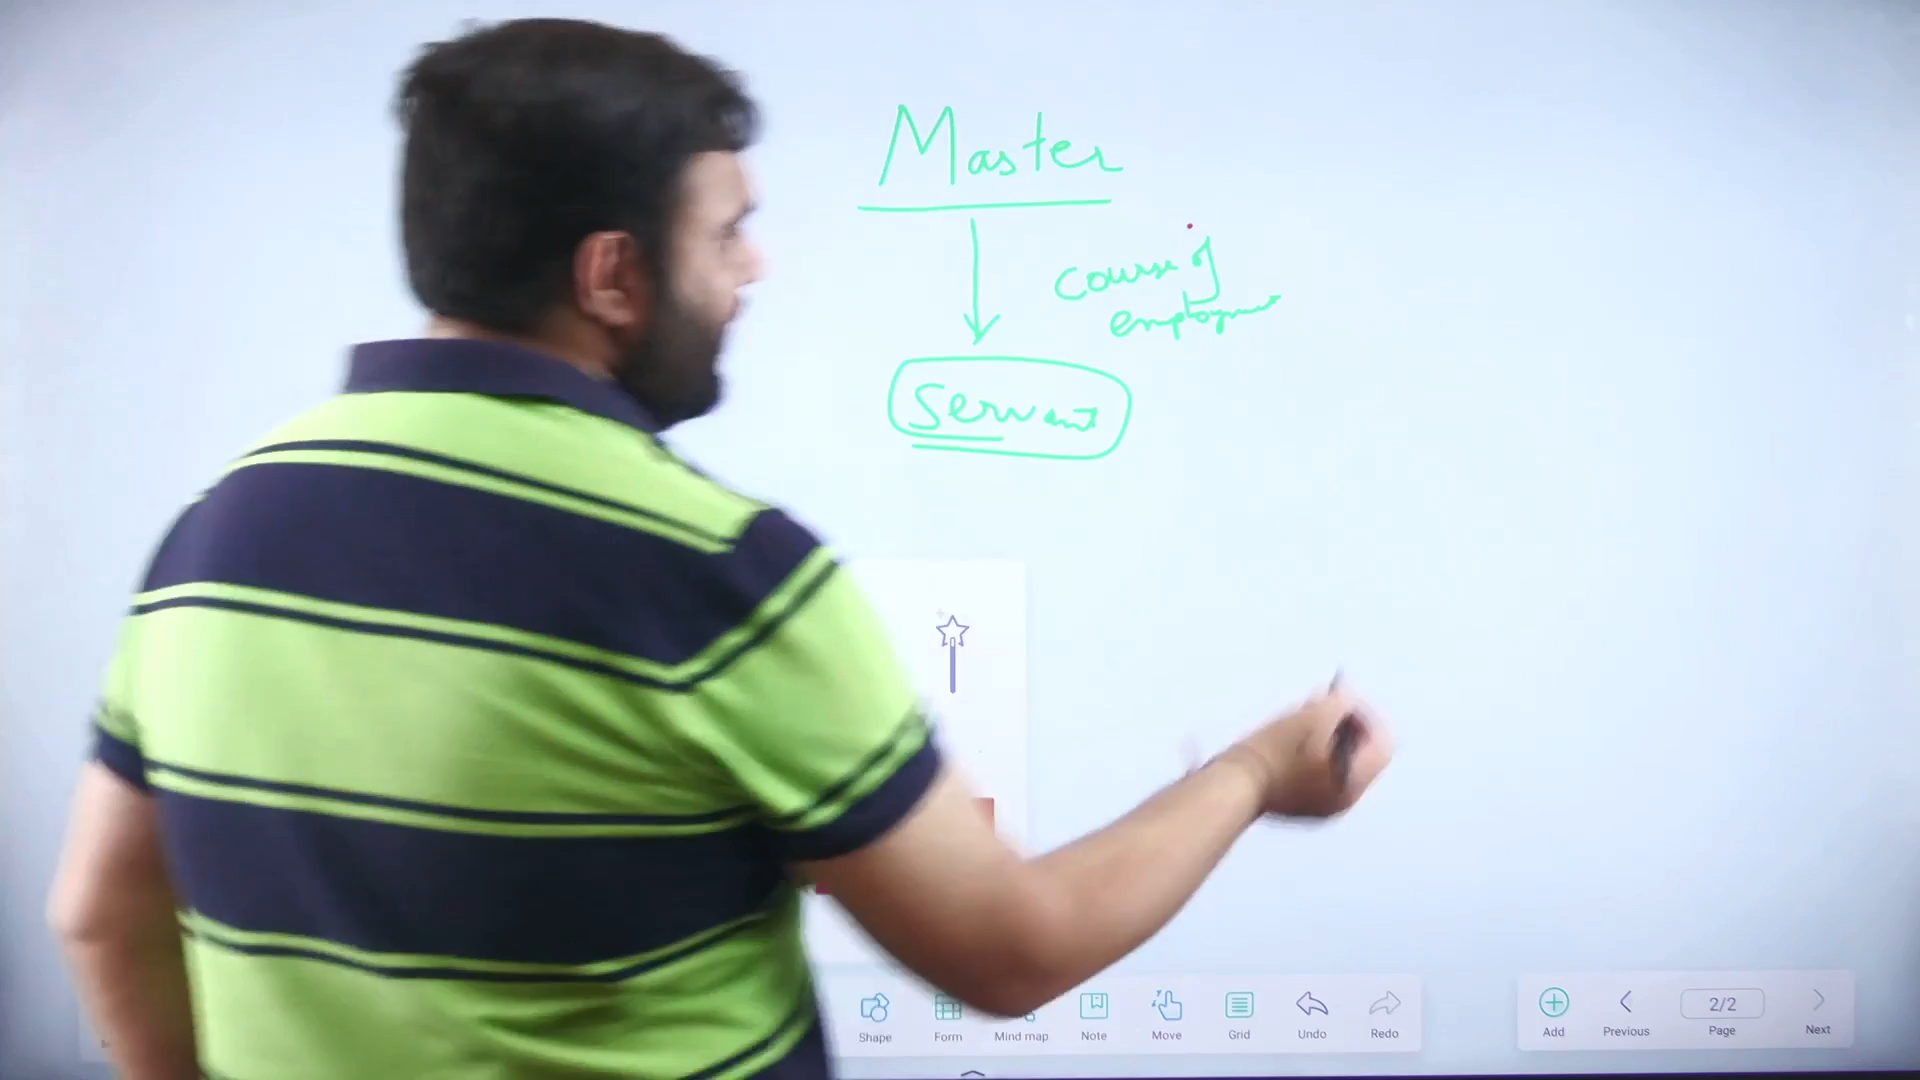 Master
course of
employment
Servant
Shape
Form
Mind map
Note
Move
Grid
Undo
Redo
Add
Previous
2/2
Page
Next